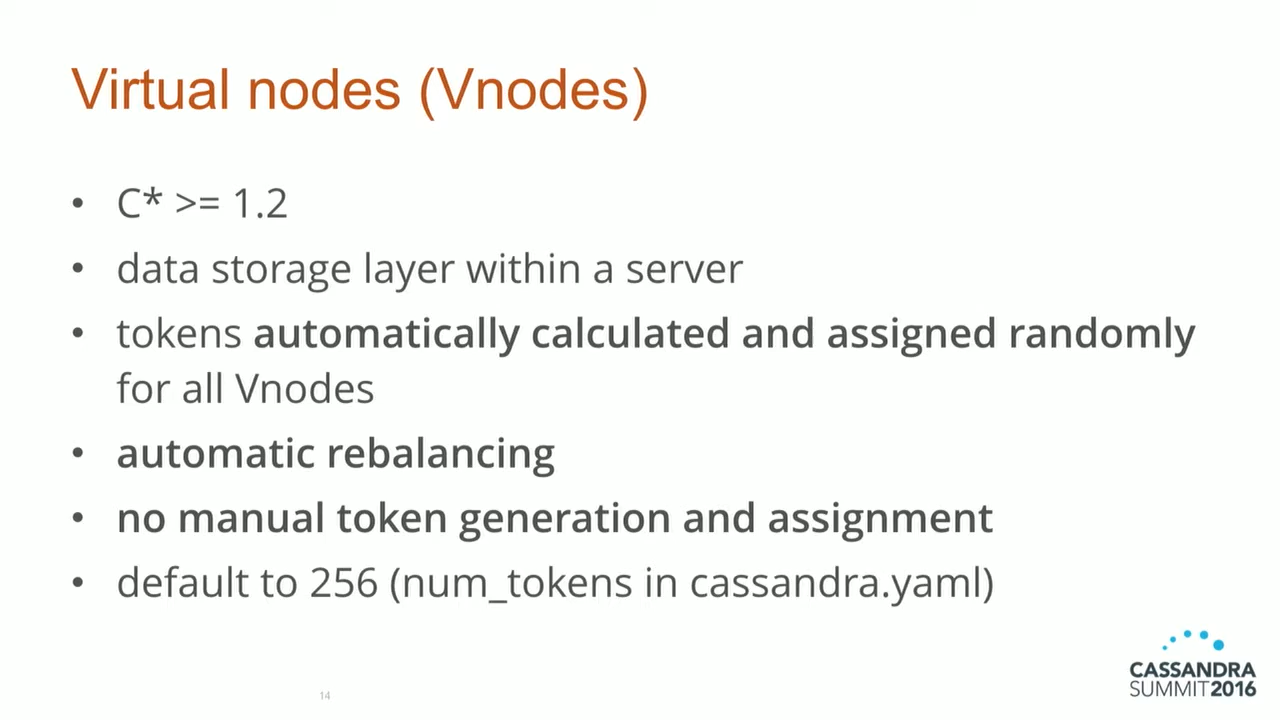 Virtual nodes (Vnodes)
• C* >= 1.2
• data storage layer within a server
• tokens automatically calculated and assigned randomly
for all Vnodes
• automatic rebalancing
• no manual token generation and assignment
• default to 256 (num_tokens in cassandra.yaml)
14
CASSANDRA
SUMMIT2016